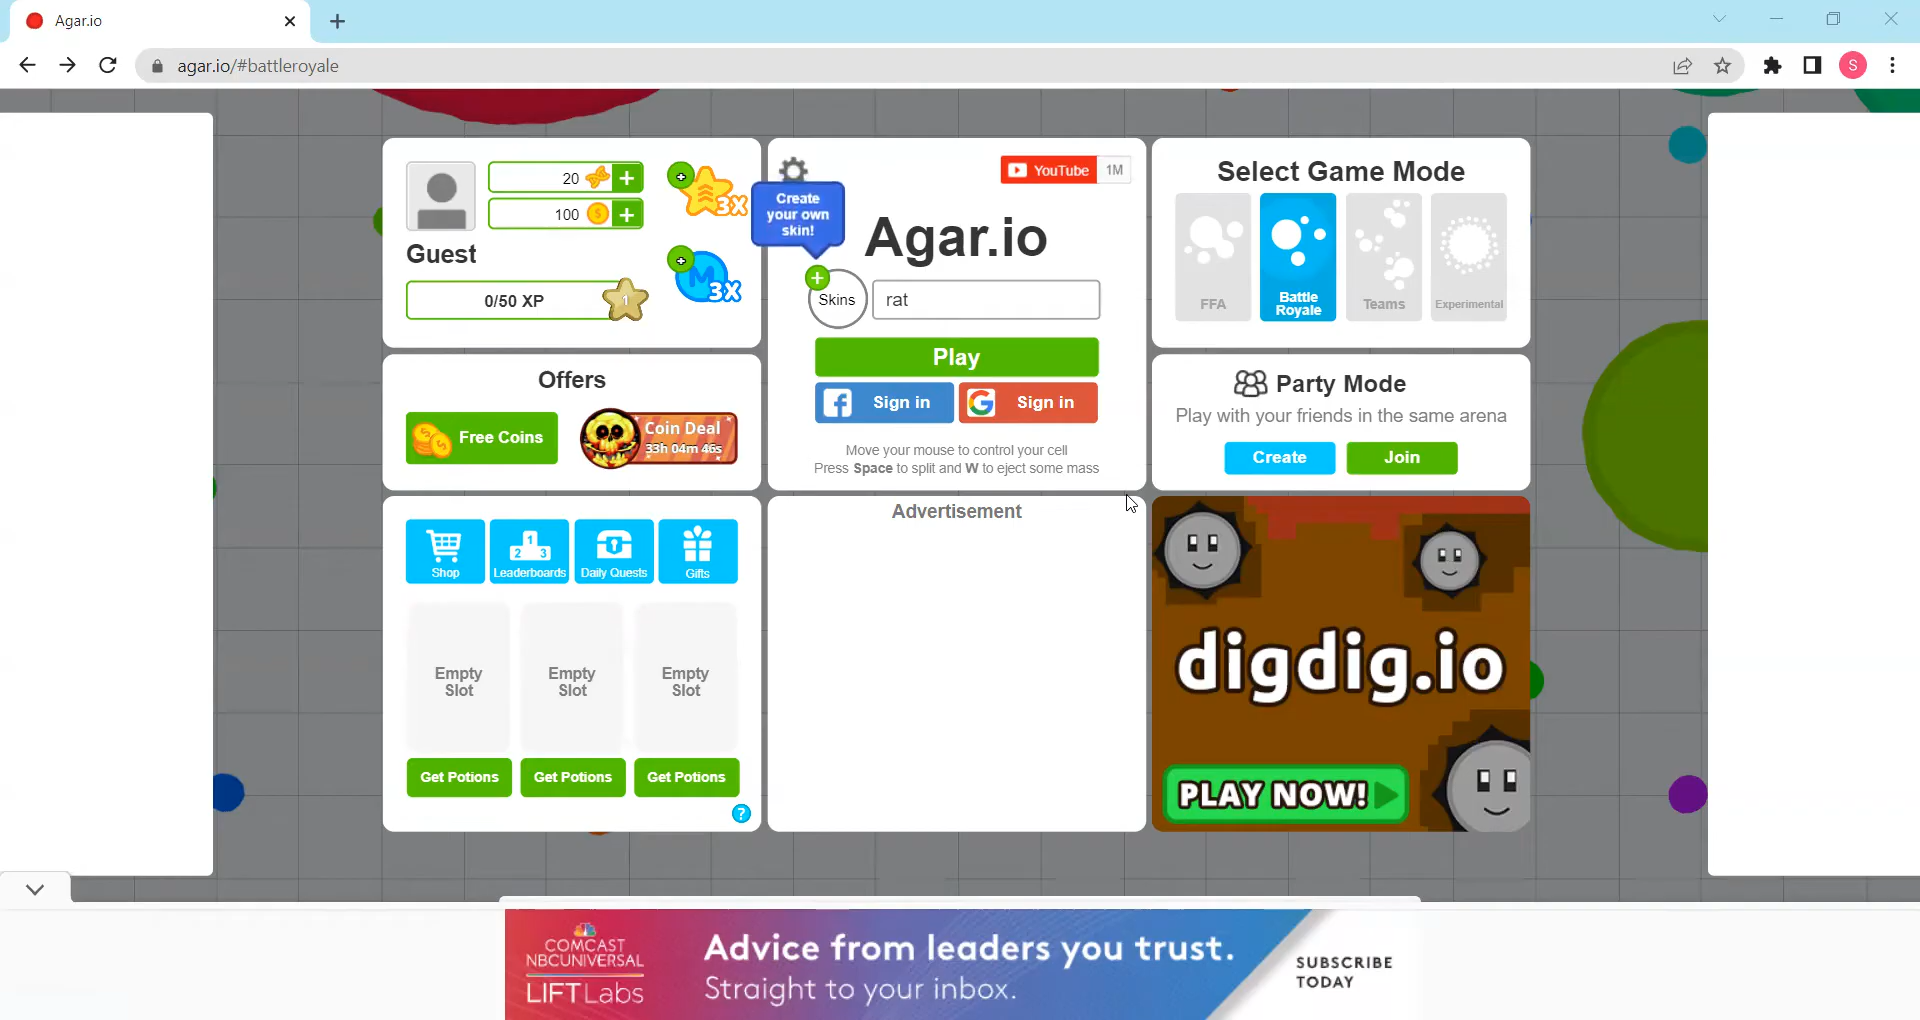 Agar.io
agar.io/#battleroyale
S
20
100
Guest
0/50 XP
1
3X
M
3X
Create
your own
skin!
YouTube
1M
Agar.io
Skins
rat
Play
Sign in
Sign in
Move your mouse to control your cell
Press Space to split and W to eject some mass
Select Game Mode
FFA
Battle
Royale
Teams
Experimental
Party Mode
Play with your friends in the same arena
Create
Join
Offers
Free Coins
Coin Deal
33h 04m 46s
Shop
1
2 3
Leaderboards
Daily Quests
Gifts
Empty
Slot
Empty
Slot
Empty
Slot
Get Potions
Get Potions
Get Potions
?
Advertisement
digdig.io
PLAY NOW!
COMCAST
NBCUNIVERSAL
LIFTLabs
Advice from leaders you trust.
Straight to your inbox.
SUBSCRIBE
TODAY